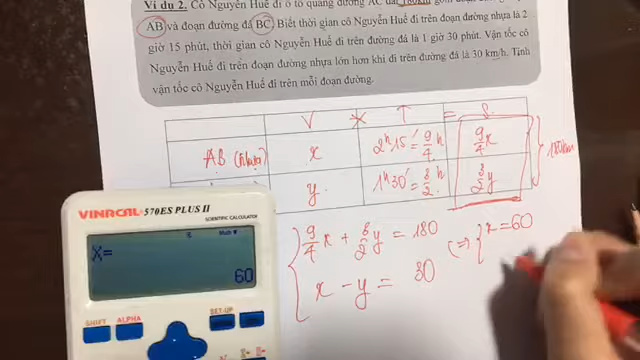 Ví dụ 2. Cô Nguyễn Huế đi ô tô quãng đường AC dài 180km gồm
AB và đoạn đường đá BC. Biết thời gian cô Nguyễn Huế đi trên đoạn đường nhựa là 2
giờ 15 phút, thời gian cô Nguyễn Huế đi trên đường đá là 1 giờ 30 phút. Vận tốc cô
Nguyễn Huế đi trên đoạn đường nhựa lớn hơn khi đi trên đường đá là 30 km/h. Tính
vận tốc cô Nguyễn Huế đi trên mỗi đoạn đường.
V × T = S
AB (nhựa) x 2h15' = 9/4 h 9/4 x
y 1h30' = 3/2 h 3/2 y
180km
9/4 x + 3/2 y = 180
x - y = 30
(=) { x = 60
VINACAL 570ES PLUS II
SCIENTIFIC CALCULATOR
Math
X=
60
SHIFT ALPHA SET-UP